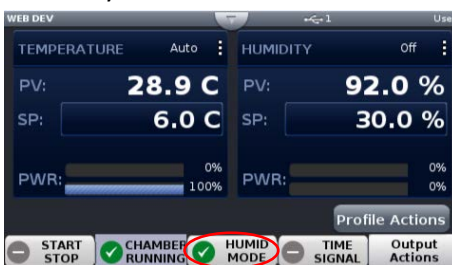 WEB DEV 1 Use
TEMPERATURE Auto HUMIDITY Off
PV: 28.9 C PV: 92.0 %
SP: 6.0 C SP: 30.0 %
PWR: 0% 100% PWR: 0% 0%
Profile Actions
START STOP CHAMBER RUNNING HUMID MODE TIME SIGNAL Output Actions